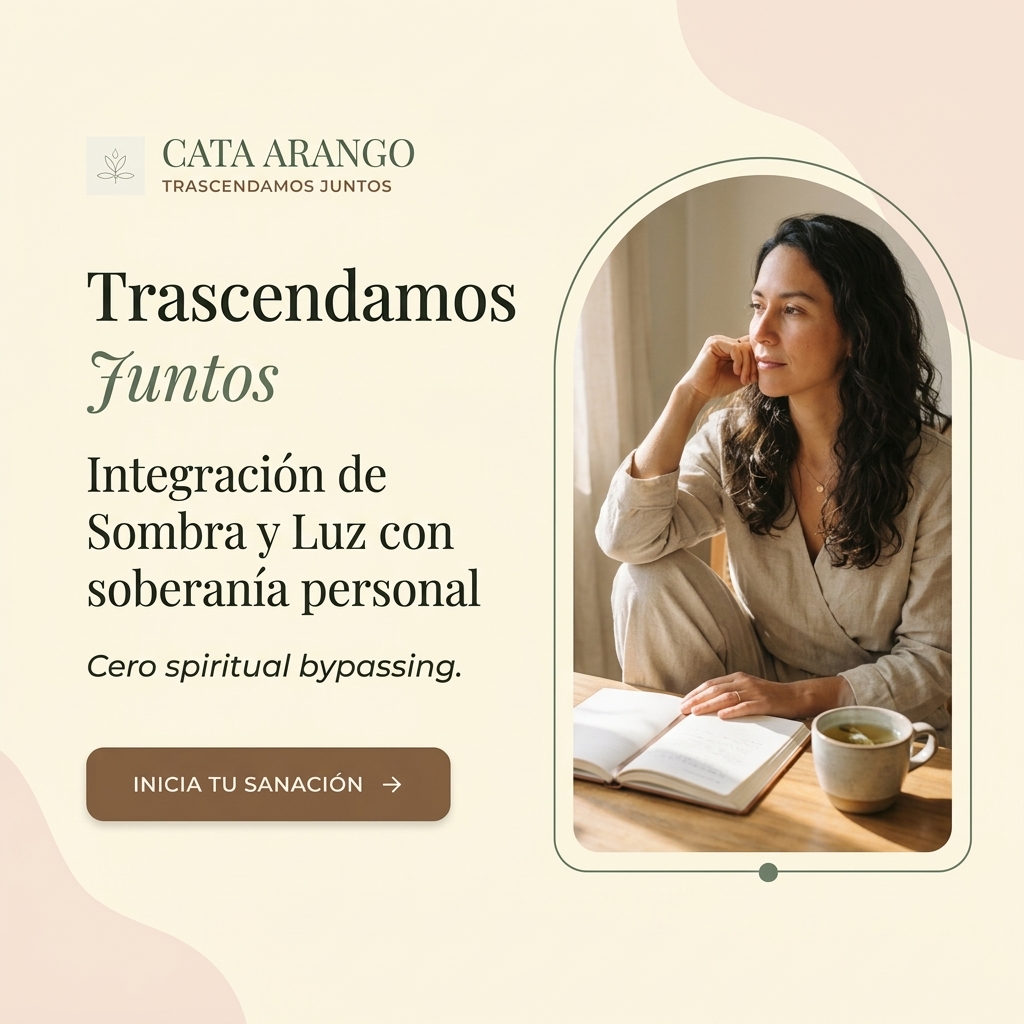 CATA ARANGO
TRASCENDAMOS JUNTOS
Trascendamos
Juntos
Integración de
Sombra y Luz con
soberanía personal
Cero spiritual bypassing.
INICIA TU SANACIÓN →